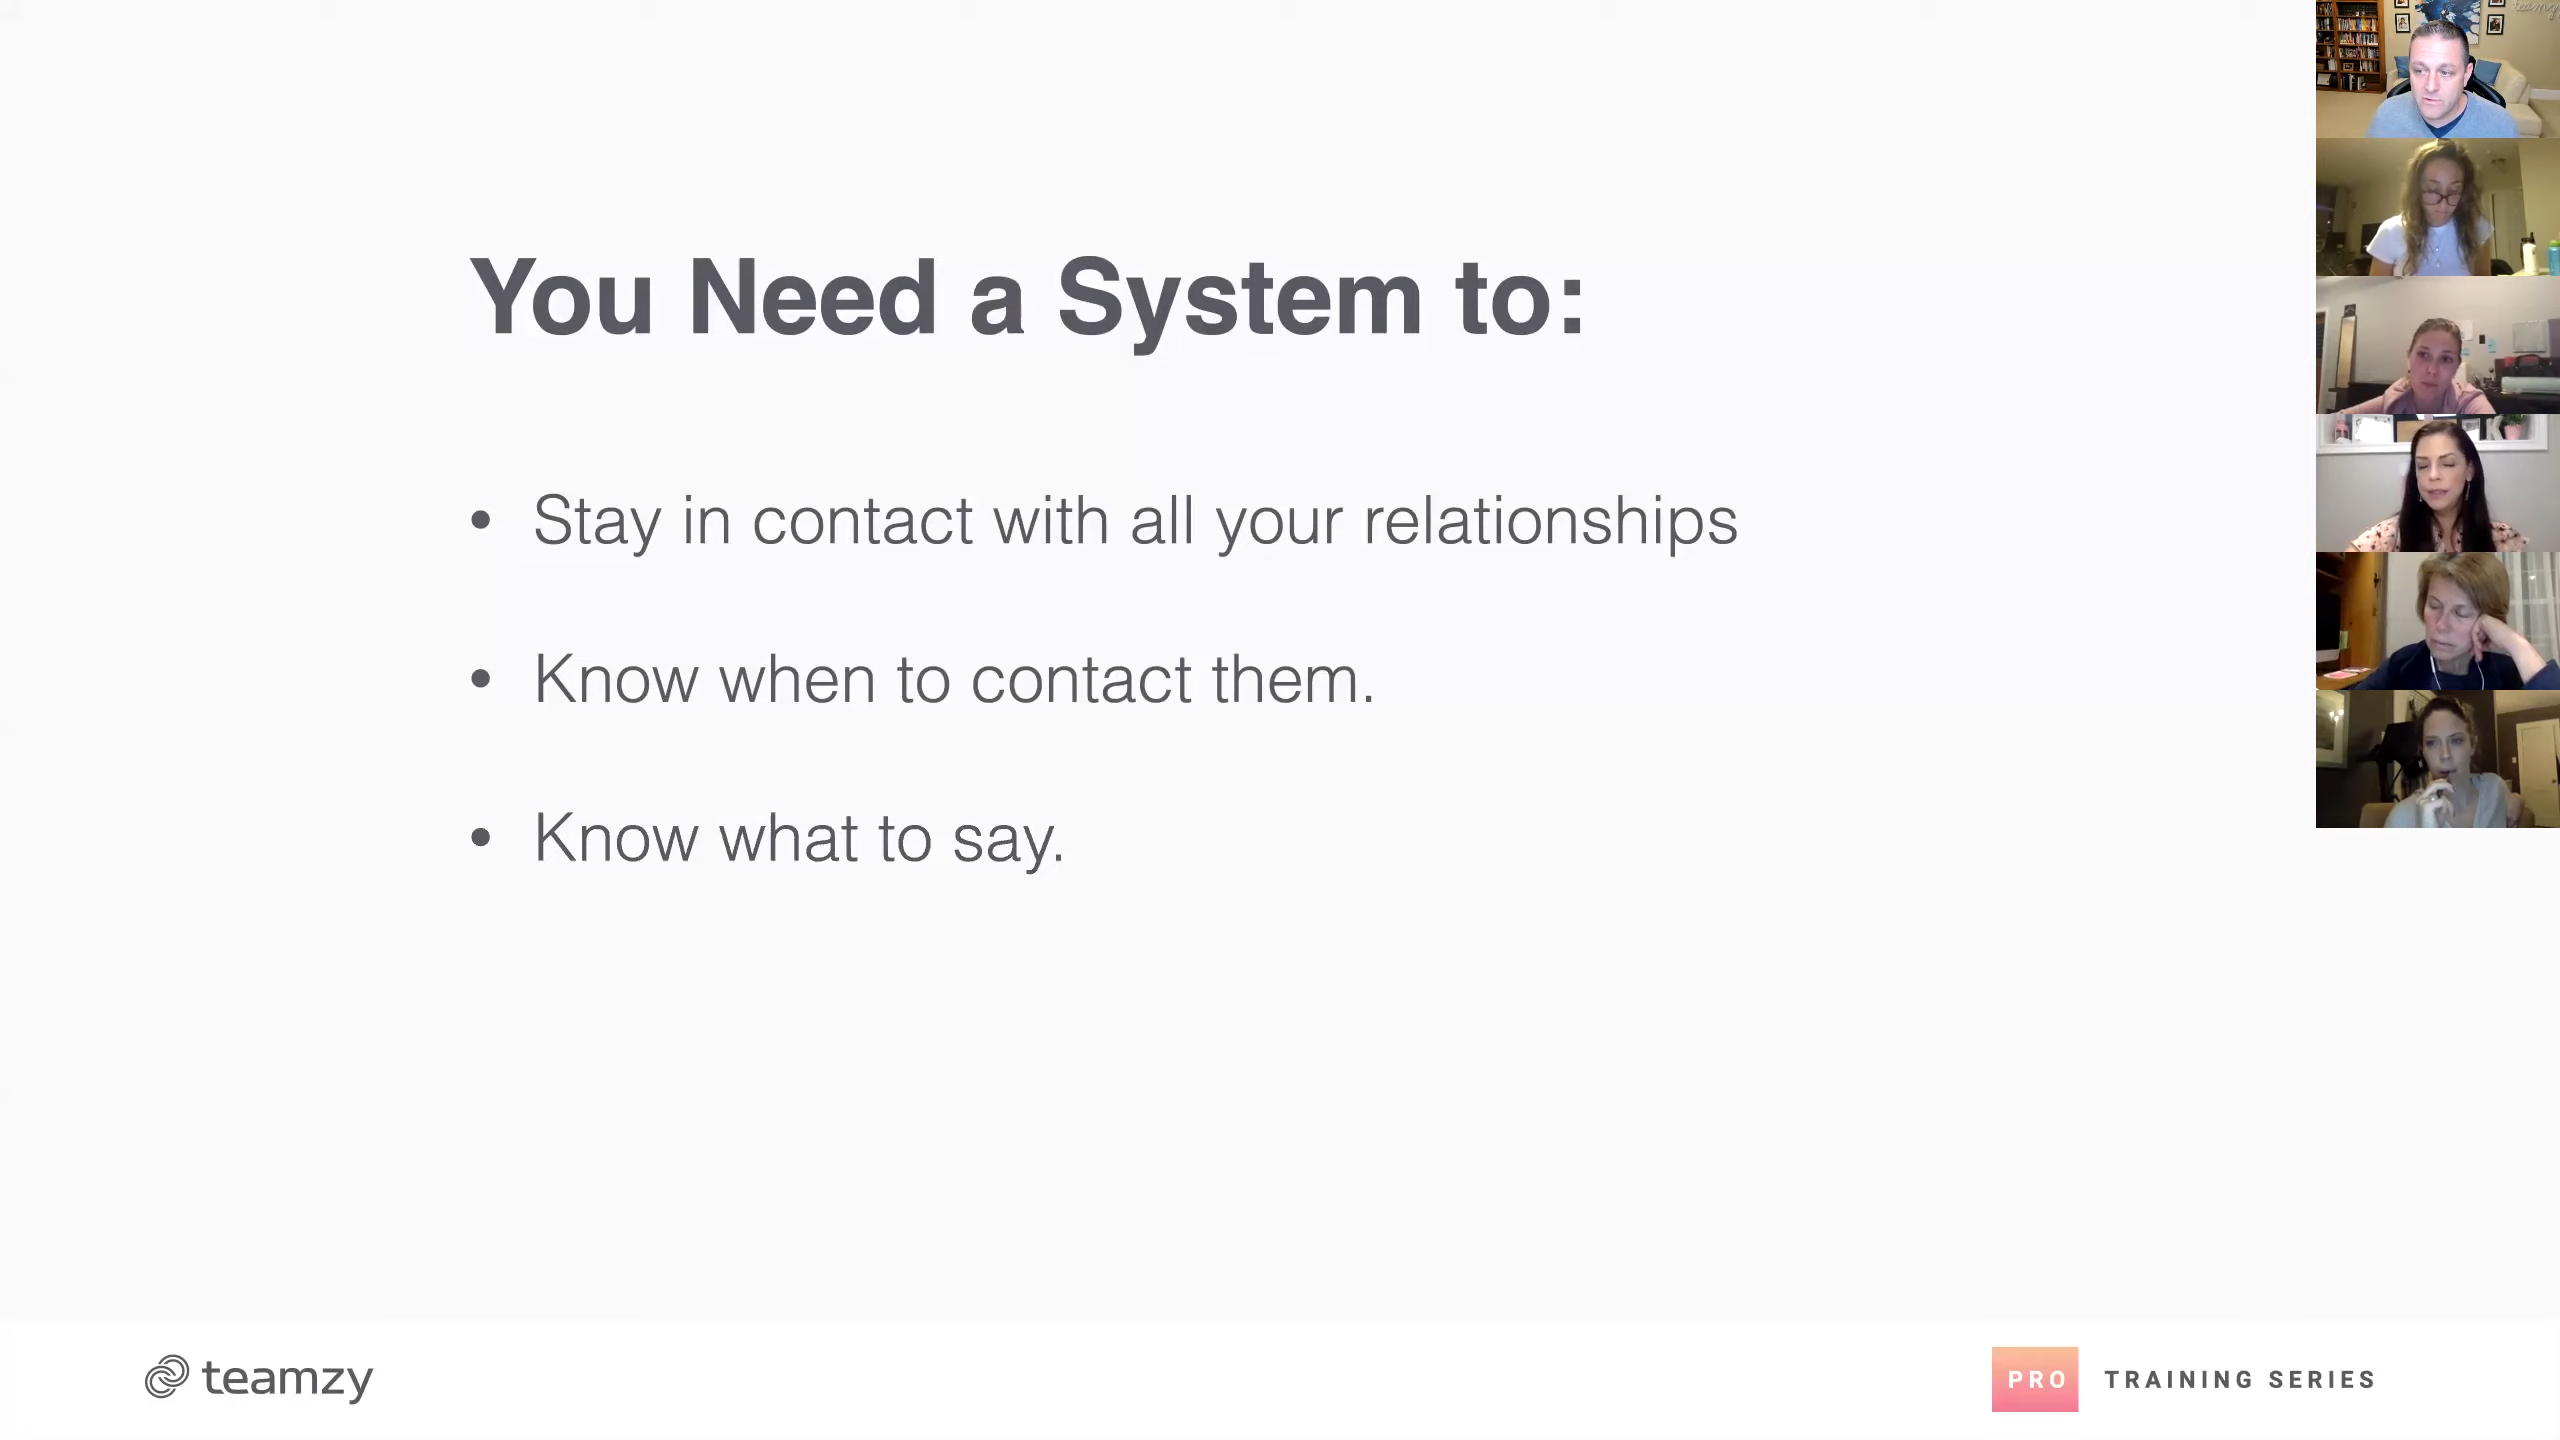 You Need a System to:
• Stay in contact with all your relationships
• Know when to contact them.
• Know what to say.
teamzy
PRO TRAINING SERIES